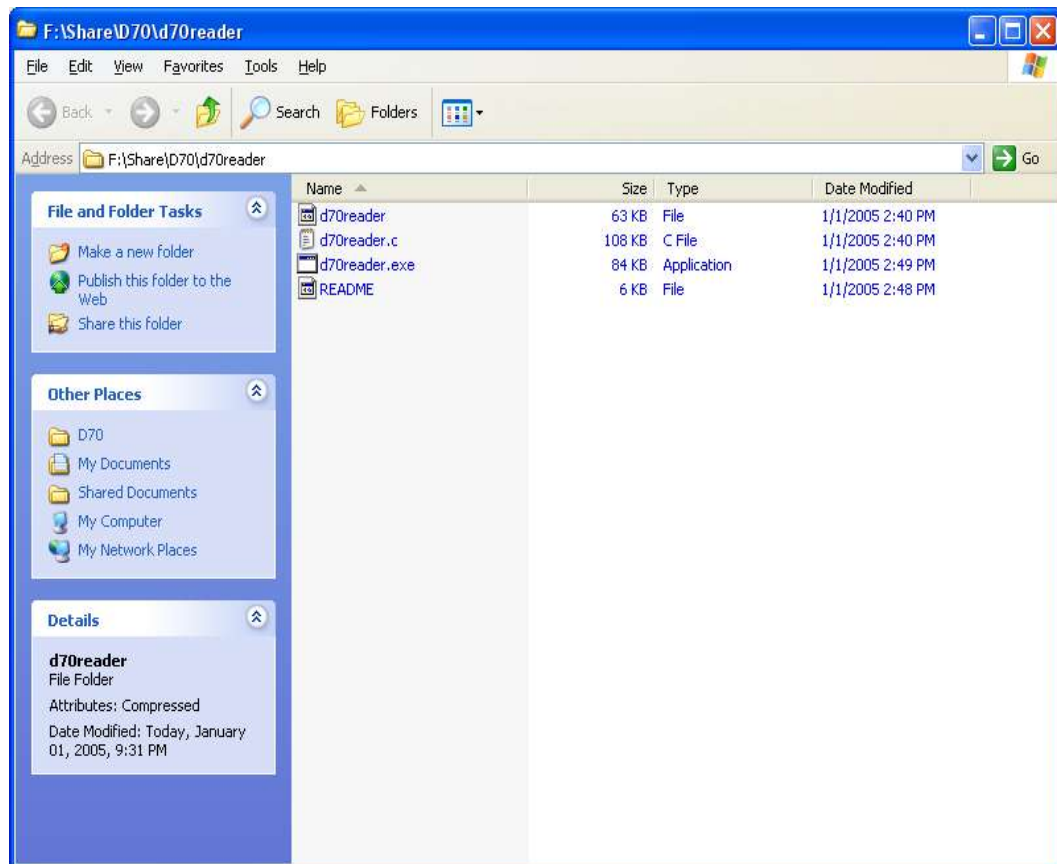 F:\Share\D70\d70reader
File Edit View Favorites Tools Help
Back Search Folders
Address F:\Share\D70\d70reader Go
File and Folder Tasks
Make a new folder
Publish this folder to the
Web
Share this folder
Other Places
D70
My Documents
Shared Documents
My Computer
My Network Places
Details
d70reader
File Folder
Attributes: Compressed
Date Modified: Today, January
01, 2005, 9:31 PM
Name Size Type Date Modified
d70reader 63 KB File 1/1/2005 2:40 PM
d70reader.c 108 KB C File 1/1/2005 2:40 PM
d70reader.exe 84 KB Application 1/1/2005 2:49 PM
README 6 KB File 1/1/2005 2:48 PM